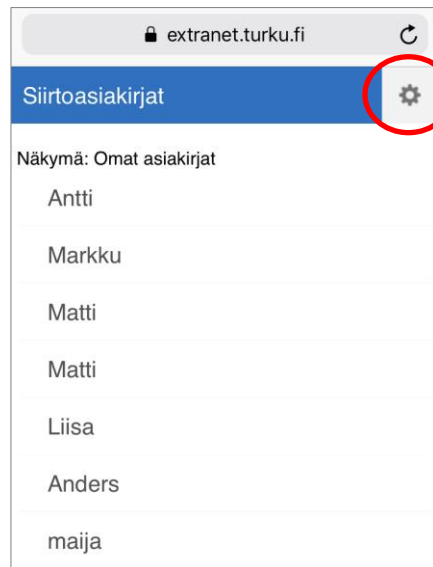 extranet.turku.fi
Siirtoasiakirjat
Näkymä: Omat asiakirjat
Antti
Markku
Matti
Matti
Liisa
Anders
maija